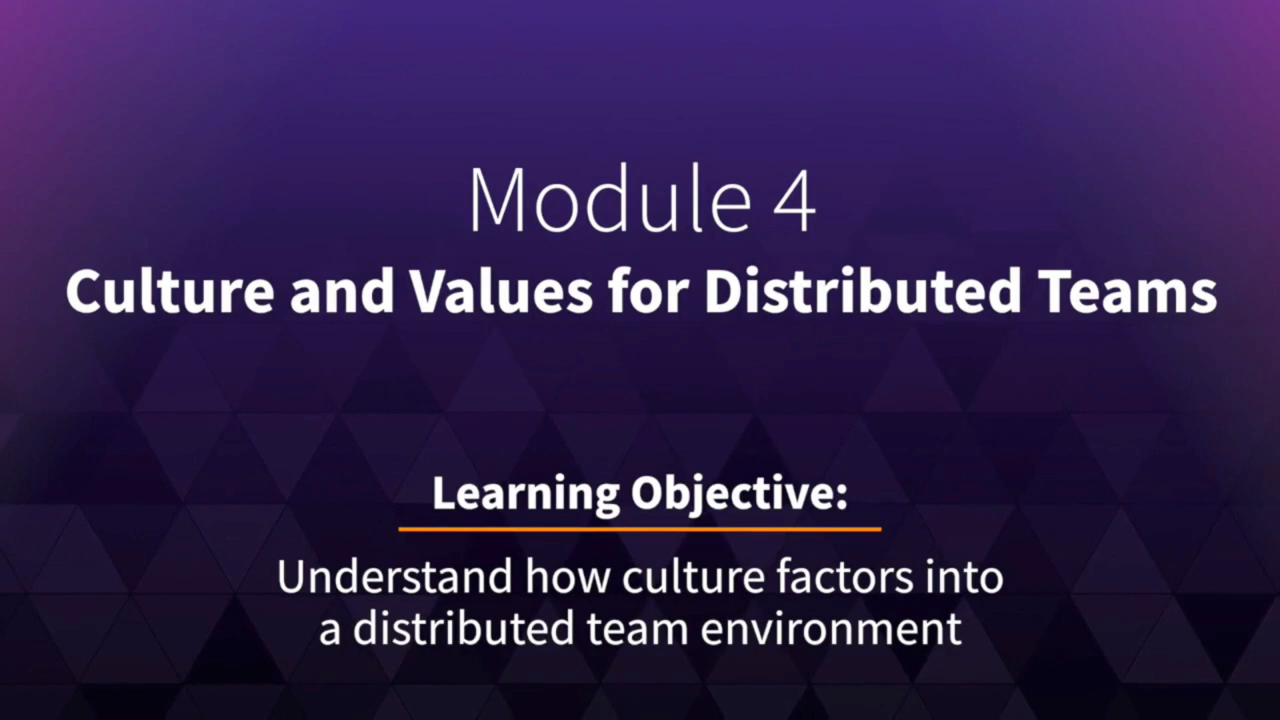 Module 4
Culture and Values for Distributed Teams
Learning Objective:
Understand how culture factors into
a distributed team environment